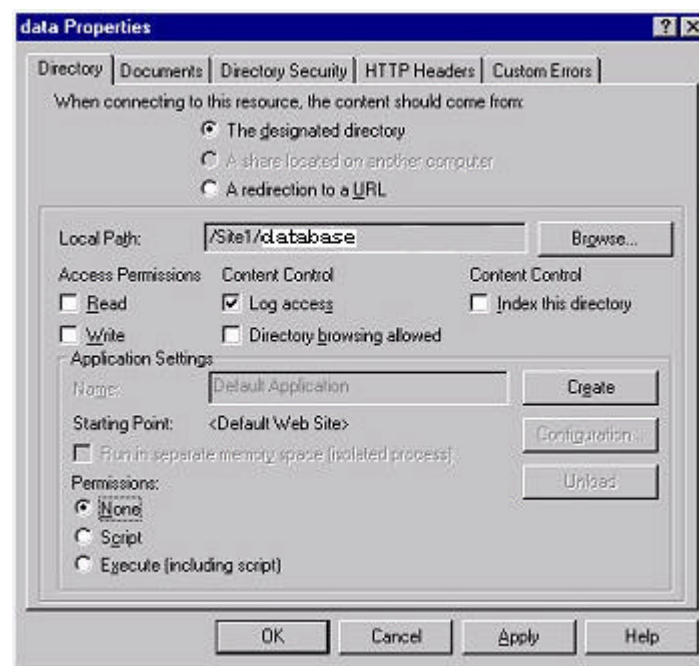 data Properties
Directory Documents Directory Security HTTP Headers Custom Errors
When connecting to this resource, the content should come from:
The designated directory
A share located on another computer
A redirection to a URL
Local Path: /Site1/database Browse...
Access Permissions Content Control Content Control
Read Log access Index this directory
Write Directory browsing allowed
Application Settings
Name: Default Application Create
Starting Point: <Default Web Site> Configuration...
Run in separate memory space (isolated process)
Permissions: Unload
None
Script
Execute (including script)
OK Cancel Apply Help